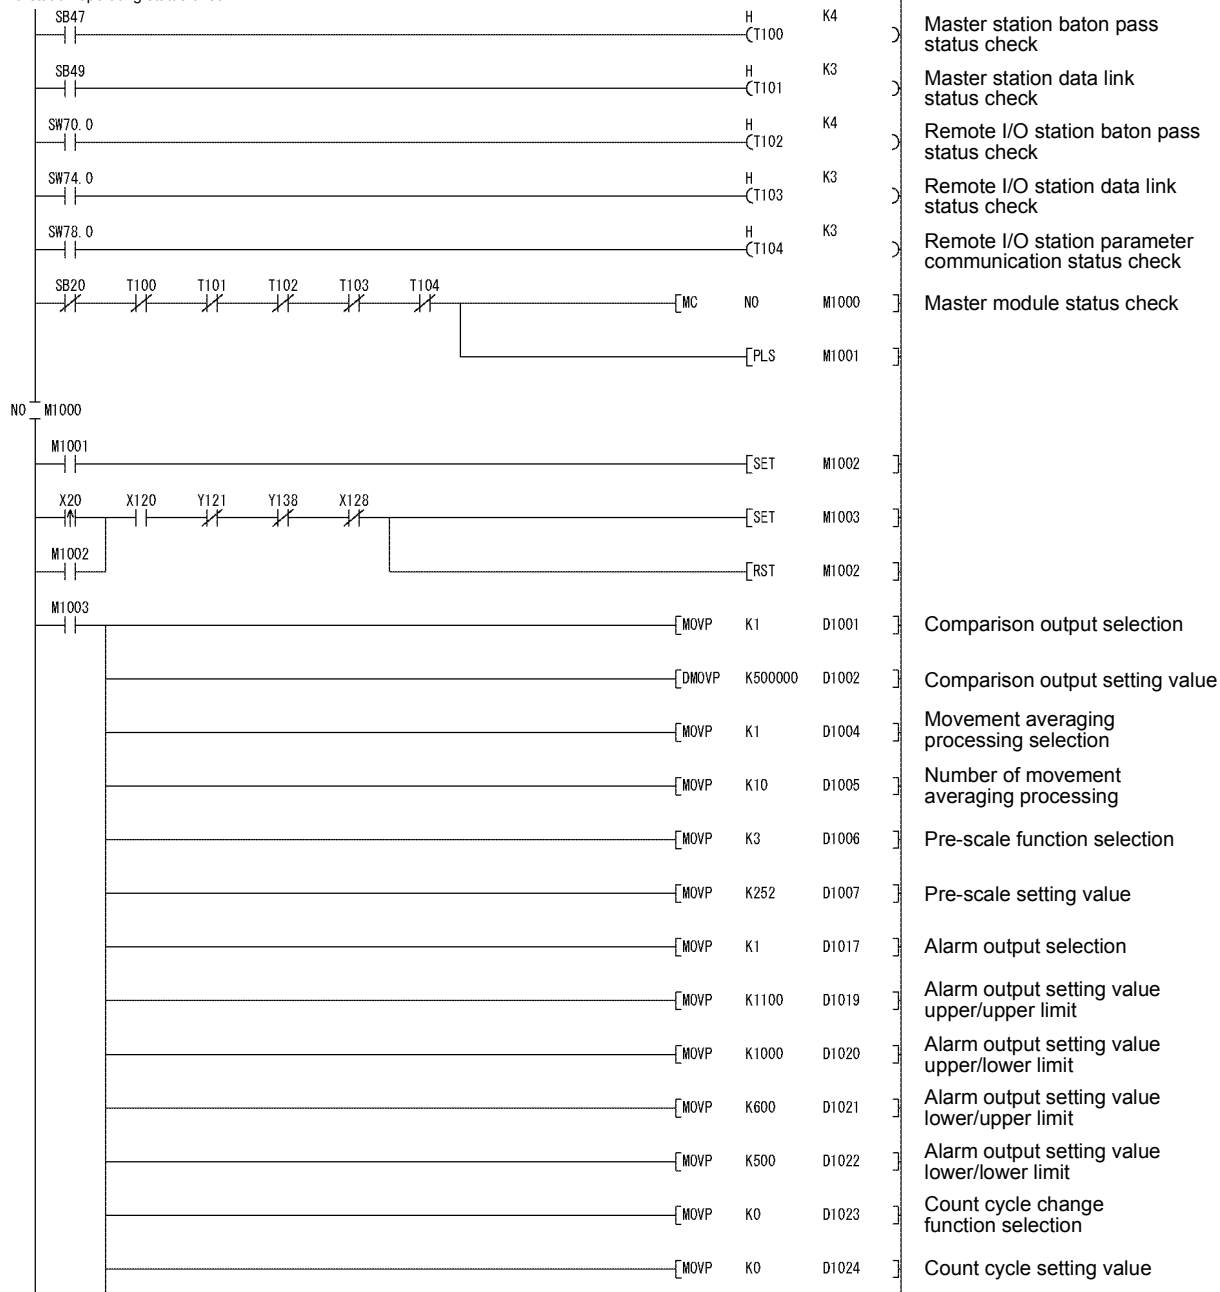 SB47 H K4
(T100 ) Master station baton pass
status check
SB49 H K3
(T101 ) Master station data link
status check
SW70.0 H K4
(T102 ) Remote I/O station baton pass
status check
SW74.0 H K3
(T103 ) Remote I/O station data link
status check
SW78.0 H K3
(T104 ) Remote I/O station parameter
communication status check
SB20 T100 T101 T102 T103 T104
[MC N0 M1000 ] Master module status check
[PLS M1001 ]
N0 M1000
M1001
[SET M1002 ]
X20 X120 Y121 Y138 X128
[SET M1003 ]
M1002
[RST M1002 ]
M1003
[MOVP K1 D1001 ] Comparison output selection
[DMOVP K500000 D1002 ] Comparison output setting value
[MOVP K1 D1004 ] Movement averaging
processing selection
[MOVP K10 D1005 ] Number of movement
averaging processing
[MOVP K3 D1006 ] Pre-scale function selection
[MOVP K252 D1007 ] Pre-scale setting value
[MOVP K1 D1017 ] Alarm output selection
[MOVP K1100 D1019 ] Alarm output setting value
upper/upper limit
[MOVP K1000 D1020 ] Alarm output setting value
upper/lower limit
[MOVP K600 D1021 ] Alarm output setting value
lower/upper limit
[MOVP K500 D1022 ] Alarm output setting value
lower/lower limit
[MOVP K0 D1023 ] Count cycle change
function selection
[MOVP K0 D1024 ] Count cycle setting value